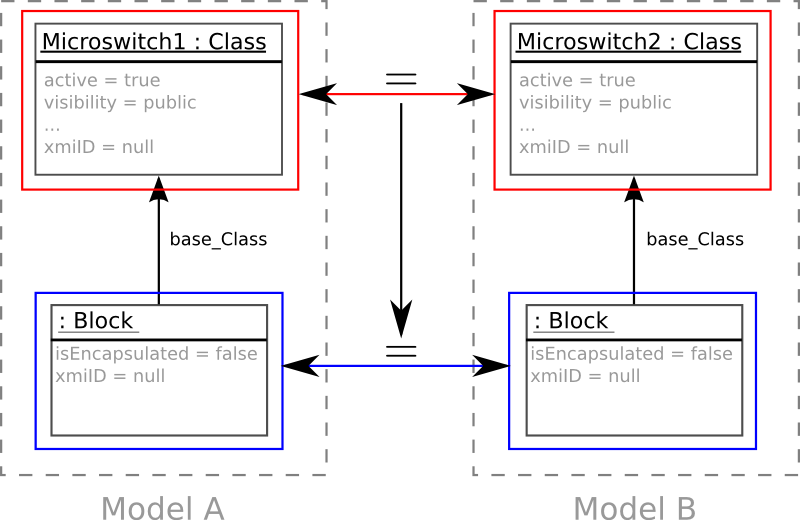 Microswitch1 : Class
active = true
visibility = public
...
xmiID = null
base_Class
: Block
isEncapsulated = false
xmiID = null
Model A
=
=
Microswitch2 : Class
active = true
visibility = public
...
xmiID = null
base_Class
: Block
isEncapsulated = false
xmiID = null
Model B